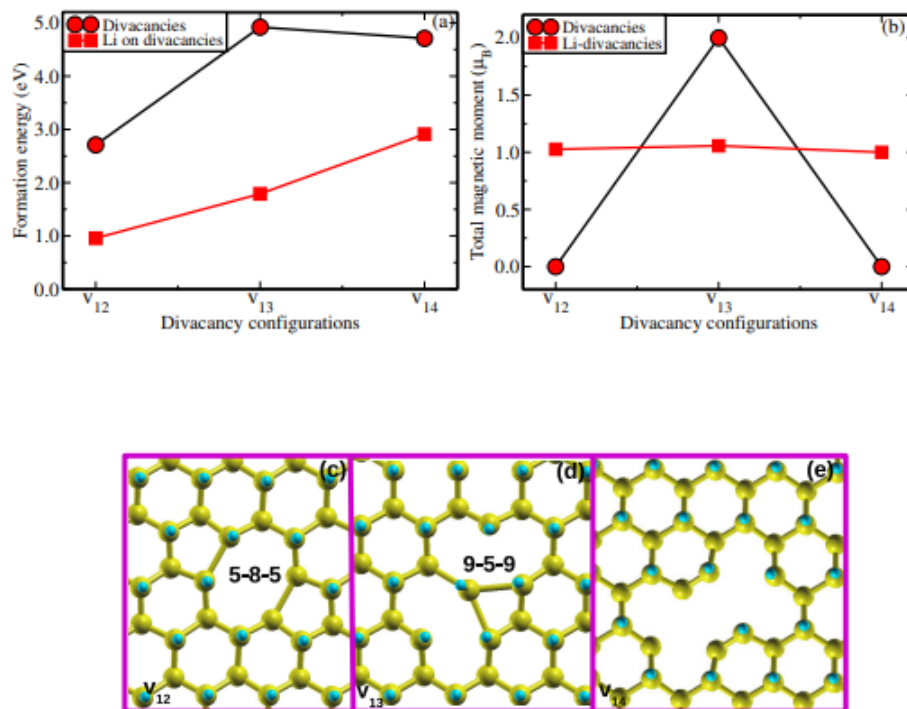 (a)
Divacancies
Li on divacancies
5.0
4.0
3.0
2.0
1.0
0.0
Formation energy (eV)
V12 V13 V14
Divacancy configurations
(b)
Divacancies
Li-divacancies
2.0
1.5
1.0
0.5
0.0
Total magnetic moment (μB)
V12 V13 V14
Divacancy configurations
(c)
5-8-5
V12
(d)
9-5-9
V13
(e)
V14